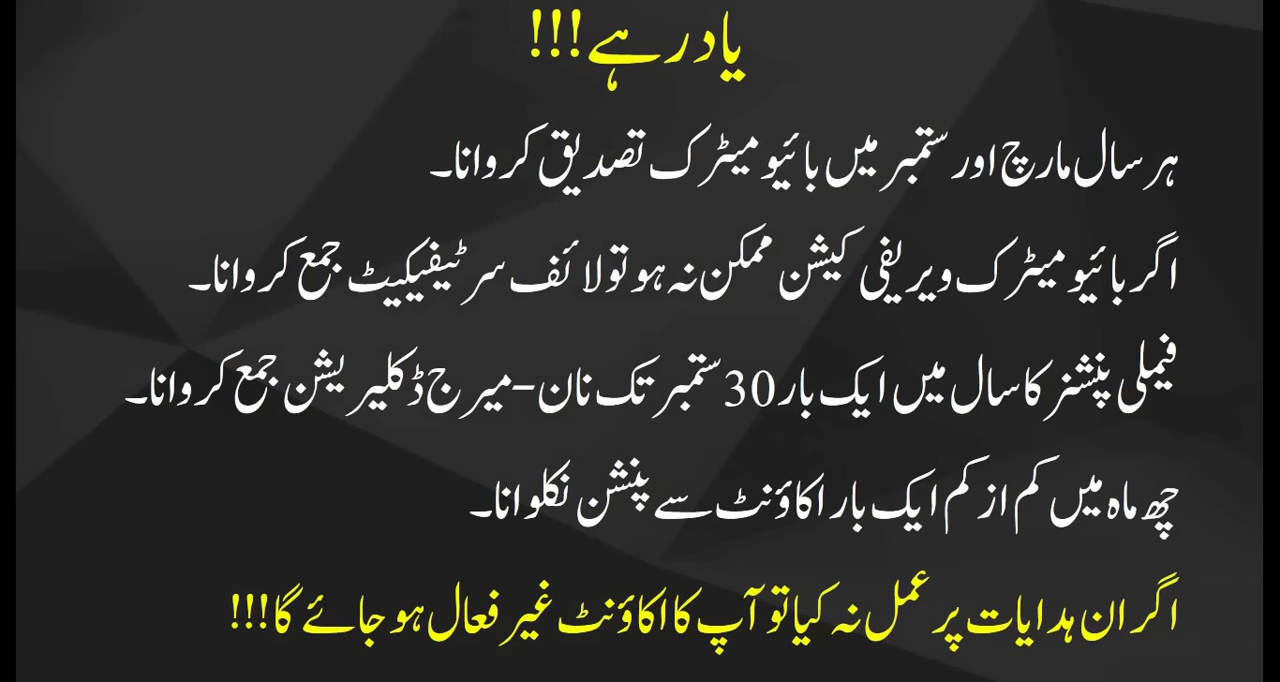 یاد رہے!!!
ہر سال مارچ اور ستمبر میں بائیو میٹرک تصدیق کروانا۔
اگر بائیو میٹرک ویریفی کیشن ممکن نہ ہو تو لائف سرٹیفیکیٹ جمع کروانا۔
فیملی پنشنز کا سال میں ایک بار 30 ستمبر تک نان-میرج ڈکلیریشن جمع کروانا۔
چھ ماہ میں کم از کم ایک بار اکاؤنٹ سے پنشن نکلوانا۔
اگر ان ہدایات پر عمل نہ کیا تو آپ کا اکاؤنٹ غیر فعال ہو جائے گا!!!